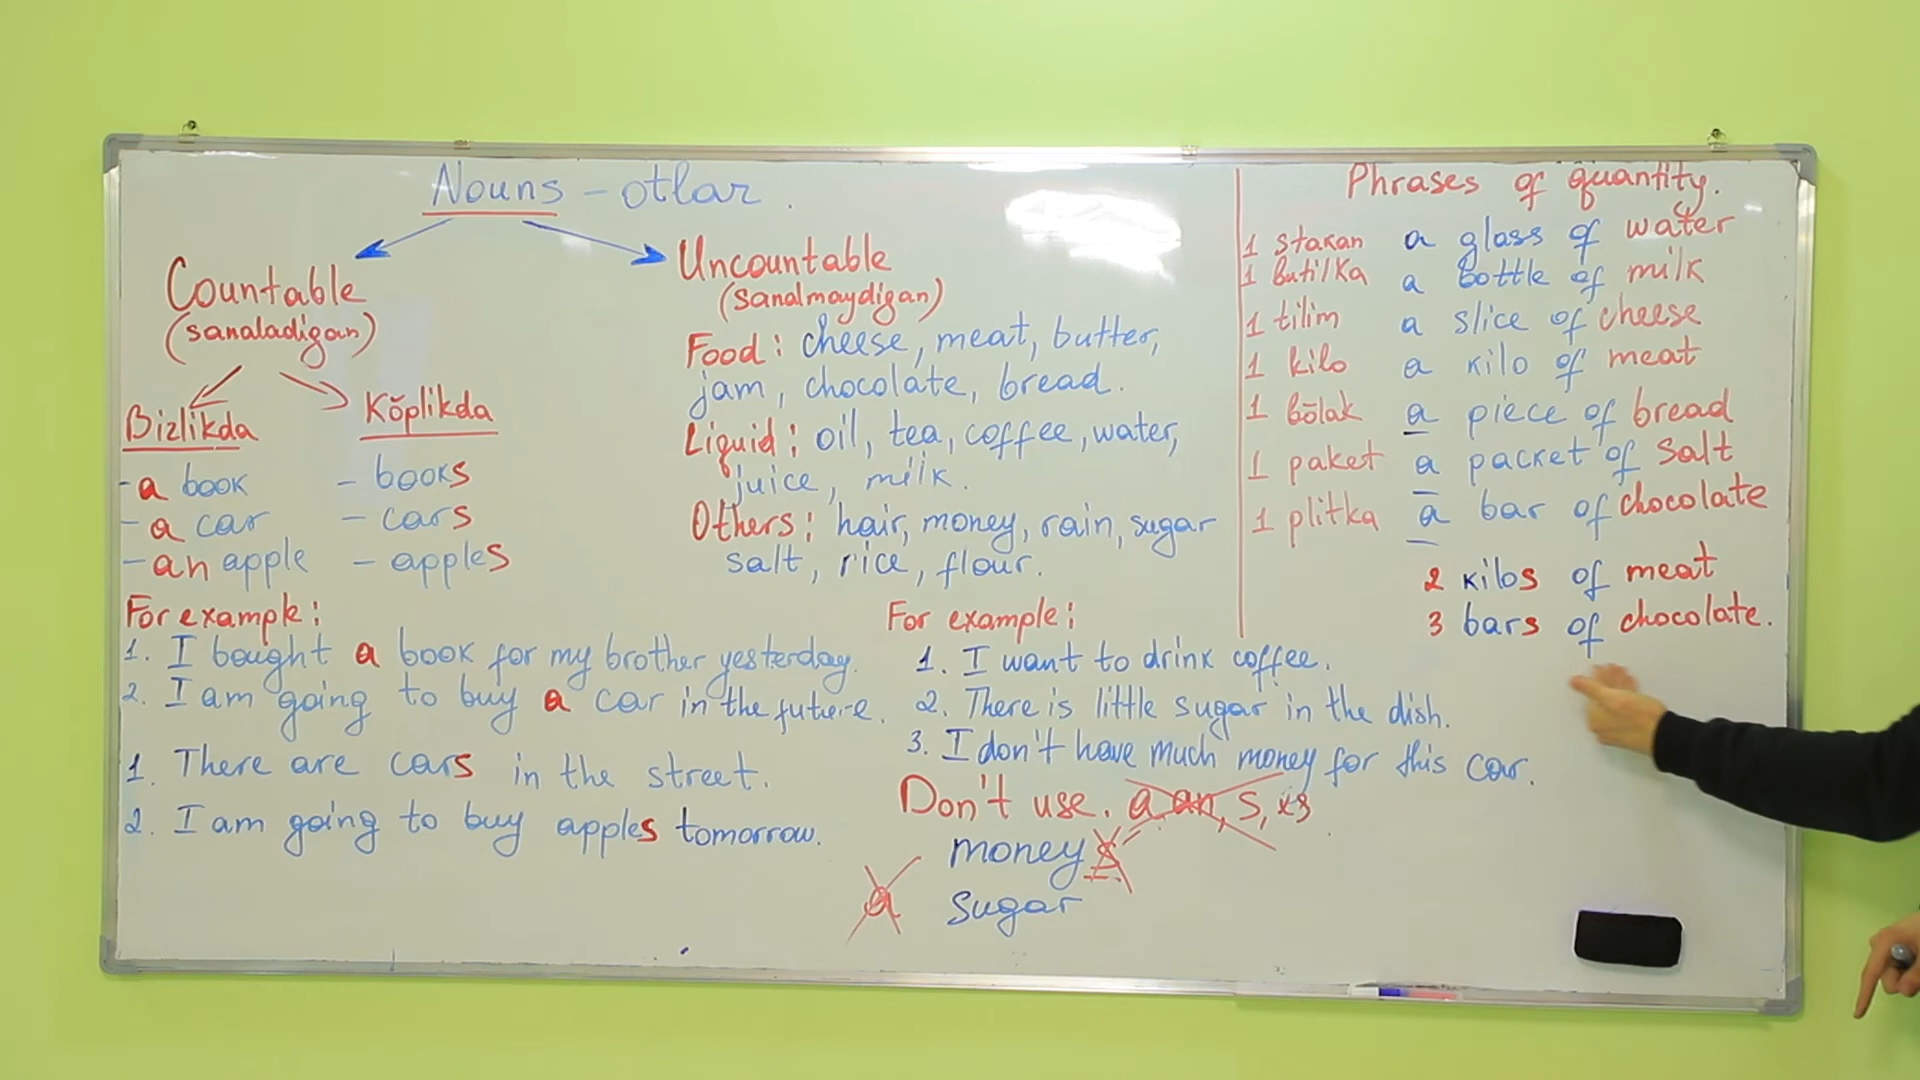 Nouns – otlar.
Countable
(sanaladigan)
Bizlikda
- a book
- a car
- an apple
Kŏplikda
- books
- cars
- apples
For example:
1. I bought a book for my brother yesterday.
2. I am going to buy a car in the future.
1. There are cars in the street.
2. I am going to buy apples tomorrow.
Uncountable
(sanalmaydigan)
Food: cheese, meat, butter,
jam, chocolate, bread.
Liquid: oil, tea, coffee, water,
juice, milk.
Others: hair, money, rain, sugar
salt, rice, flour.
For example:
1. I want to drink coffee.
2. There is little sugar in the dish.
3. I don't have much money for this car.
Don't use. a an, s, es
moneys
a sugar
Phrases of quantity.
1 stakan a glass of water
1 butilka a bottle of milk
1 tilim a slice of cheese
1 kilo a kilo of meat
1 bōlak a piece of bread
1 paket a packet of salt
1 plitka a bar of chocolate
2 kilos of meat
3 bars of chocolate.